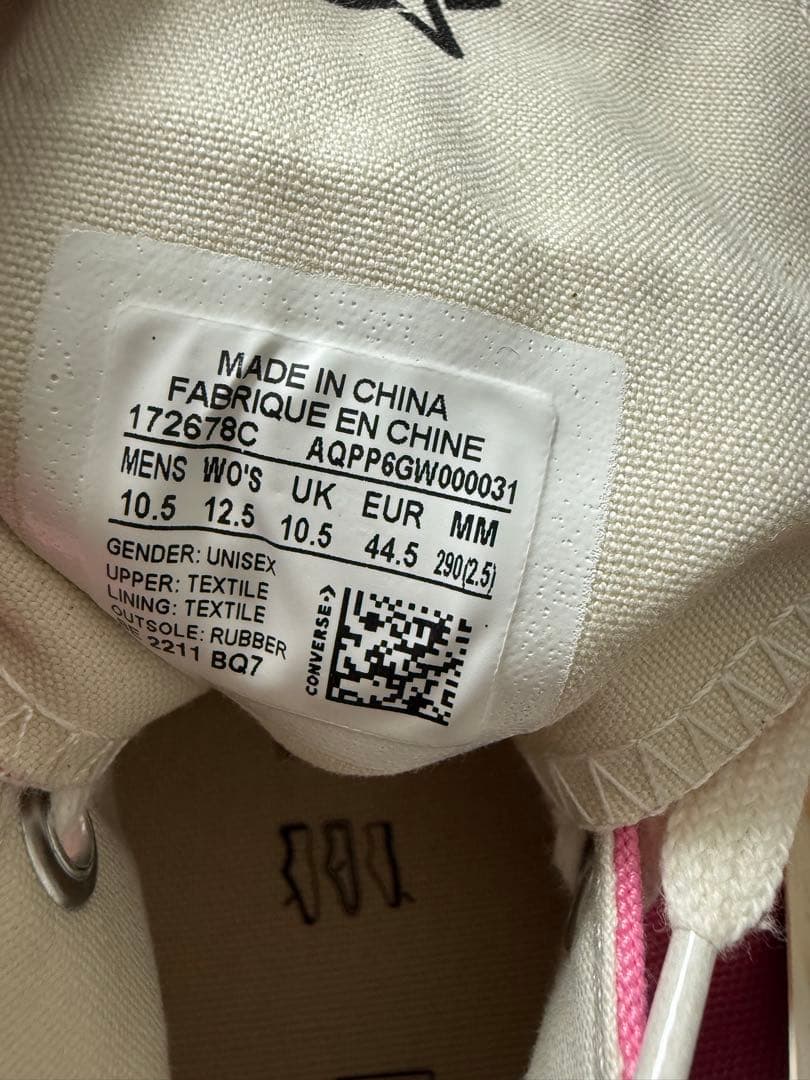 MADE IN CHINA
FABRIQUE EN CHINE
172678C AQPP6GW000031
MENS WO'S UK EUR MM
10.5 12.5 10.5 44.5 290(2.5)
GENDER: UNISEX
UPPER: TEXTILE
LINING: TEXTILE
OUTSOLE: RUBBER
2211 BQ7
CONVERSE